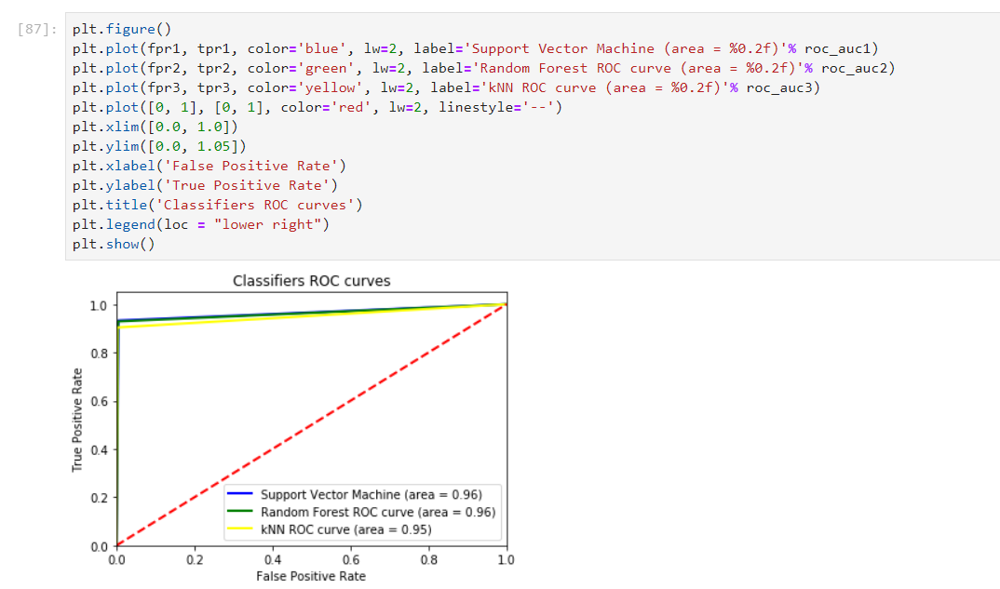 [87]:
plt.figure()
plt.plot(fpr1, tpr1, color='blue', lw=2, label='Support Vector Machine (area = %0.2f)'% roc_auc1)
plt.plot(fpr2, tpr2, color='green', lw=2, label='Random Forest ROC curve (area = %0.2f)'% roc_auc2)
plt.plot(fpr3, tpr3, color='yellow', lw=2, label='kNN ROC curve (area = %0.2f)'% roc_auc3)
plt.plot([0, 1], [0, 1], color='red', lw=2, linestyle='--')
plt.xlim([0.0, 1.0])
plt.ylim([0.0, 1.05])
plt.xlabel('False Positive Rate')
plt.ylabel('True Positive Rate')
plt.title('Classifiers ROC curves')
plt.legend(loc = "lower right")
plt.show()
Classifiers ROC curves
True Positive Rate
1.0
0.8
0.6
0.4
0.2
0.0
Support Vector Machine (area = 0.96)
Random Forest ROC curve (area = 0.96)
kNN ROC curve (area = 0.95)
0.0 0.2 0.4 0.6 0.8 1.0
False Positive Rate